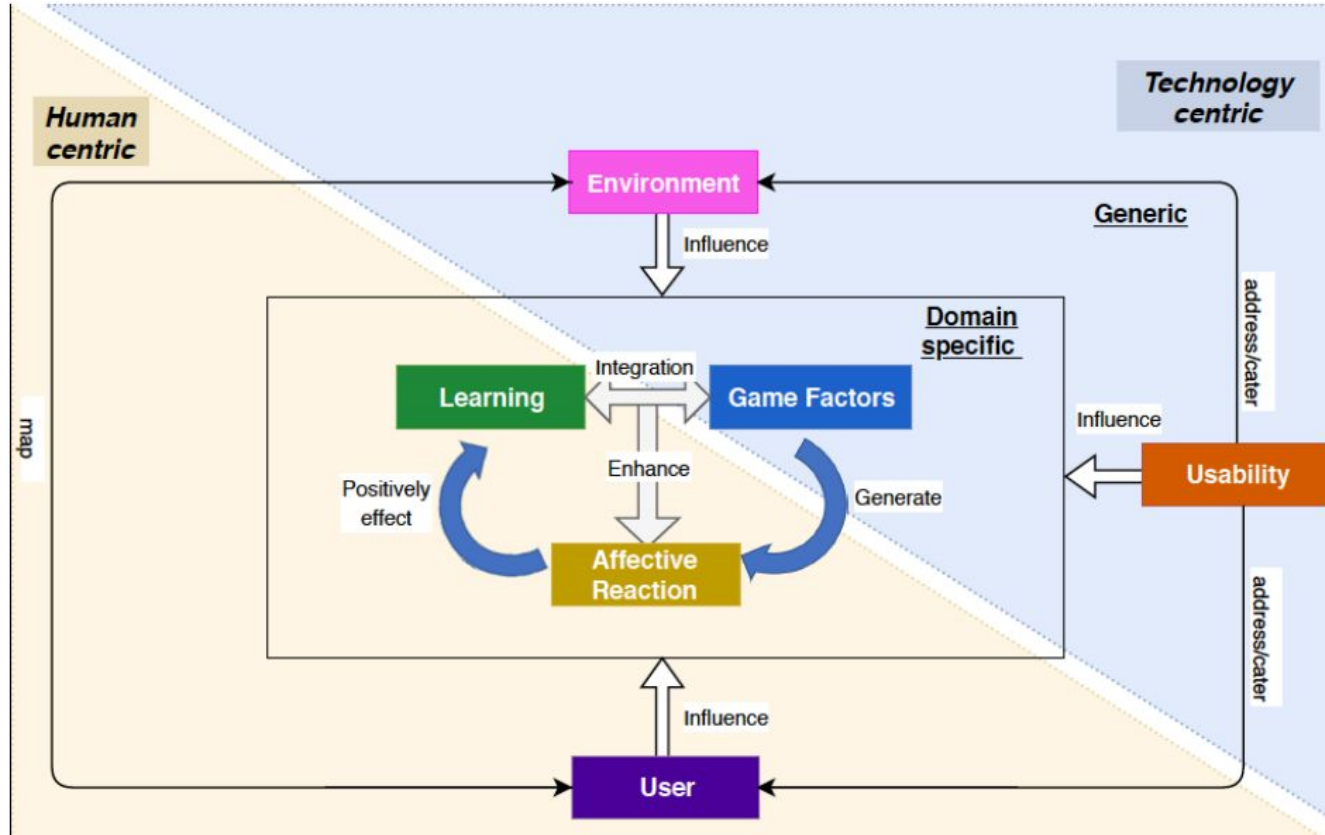 Human
centric
Technology
centric
Environment
Generic
Influence
Domain
specific
Integration
Learning
Game Factors
Enhance
Positively
effect
Generate
Affective
Reaction
Influence
Usability
address/cater
address/cater
map
Influence
User